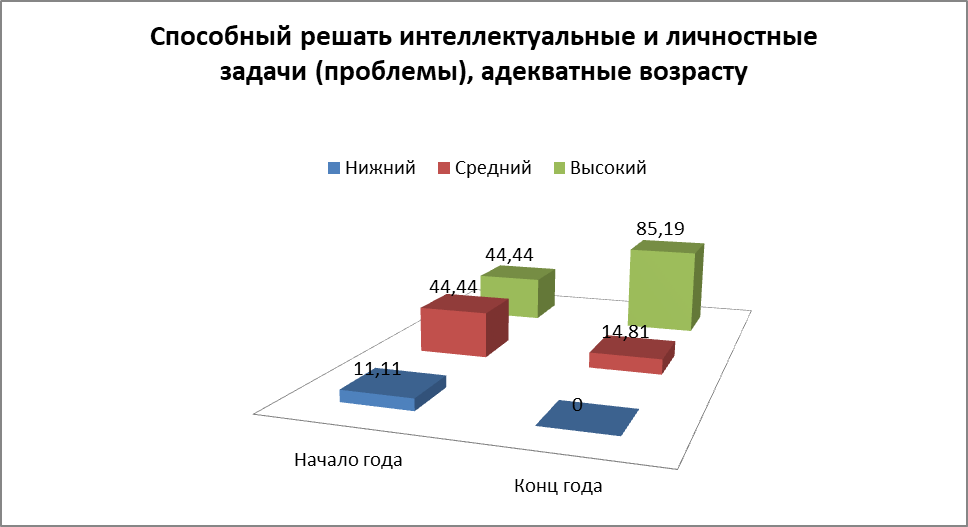 Способный решать интеллектуальные и личностные
задачи (проблемы), адекватные возрасту
Нижний Средний Высокий
85,19
44,44
44,44
14,81
11,11
0
Начало года
Конц года